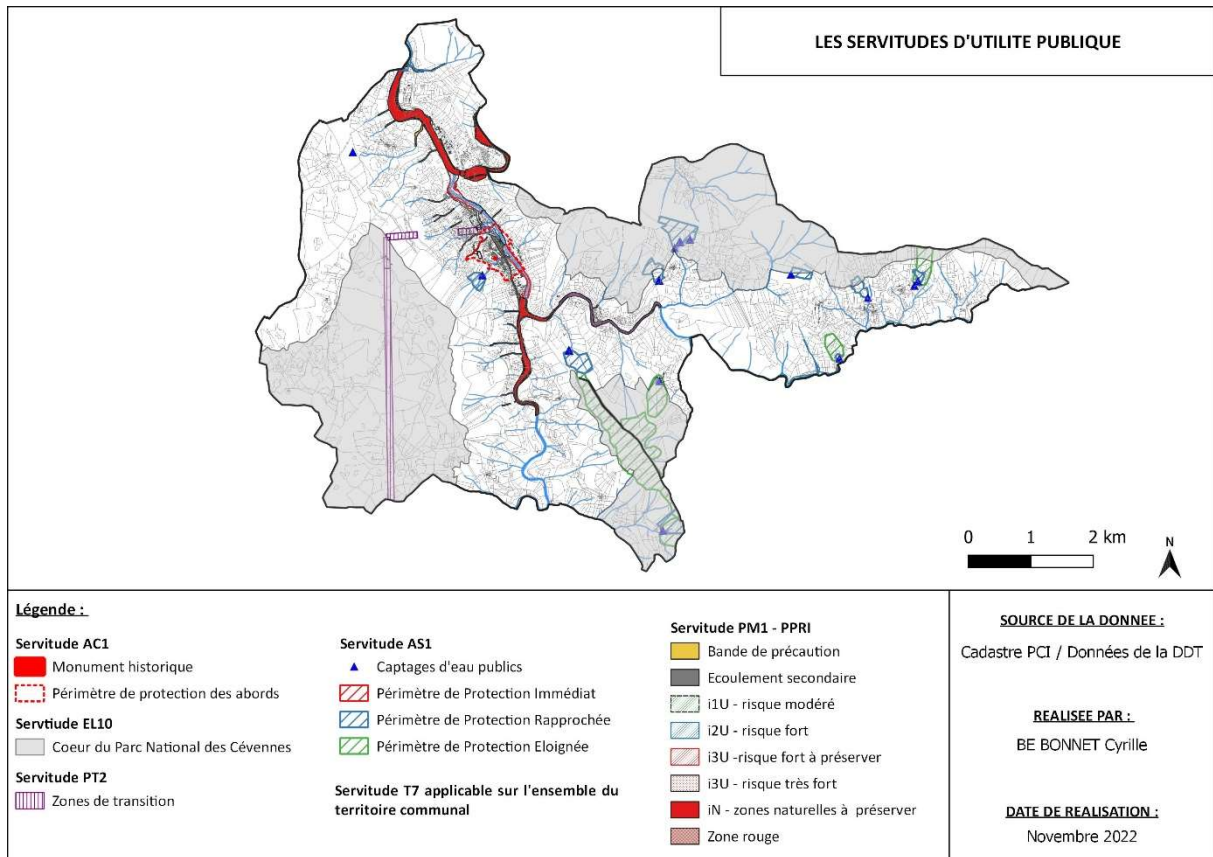 LES SERVITUDES D'UTILITE PUBLIQUE
0 1 2 km
N
Légende :
Servitude AC1
Monument historique
Périmètre de protection des abords
Servtiude EL10
Coeur du Parc National des Cévennes
Servitude PT2
Zones de transition
Servitude AS1
Captages d'eau publics
Périmètre de Protection Immédiat
Périmètre de Protection Rapprochée
Périmètre de Protection Eloignée
Servitude T7 applicable sur l'ensemble du
territoire communal
Servitude PM1 - PPRI
Bande de précaution
Ecoulement secondaire
i1U - risque modéré
i2U - risque fort
i3U -risque fort à préserver
i3U - risque très fort
iN - zones naturelles à préserver
Zone rouge
SOURCE DE LA DONNEE :
Cadastre PCI / Données de la DDT
REALISEE PAR :
BE BONNET Cyrille
DATE DE REALISATION :
Novembre 2022